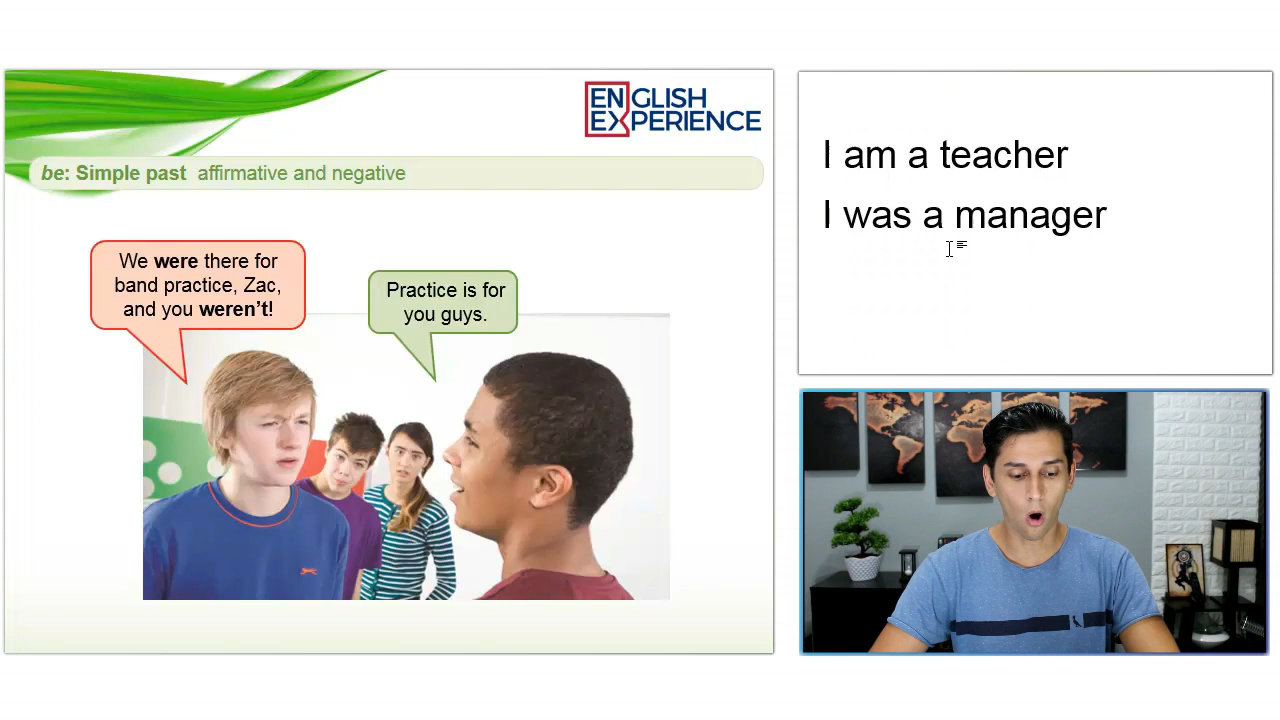 ENGLISH
EXPERIENCE
be: Simple past affirmative and negative
We were there for
band practice, Zac,
and you weren't!
Practice is for
you guys.
I am a teacher
I was a manager